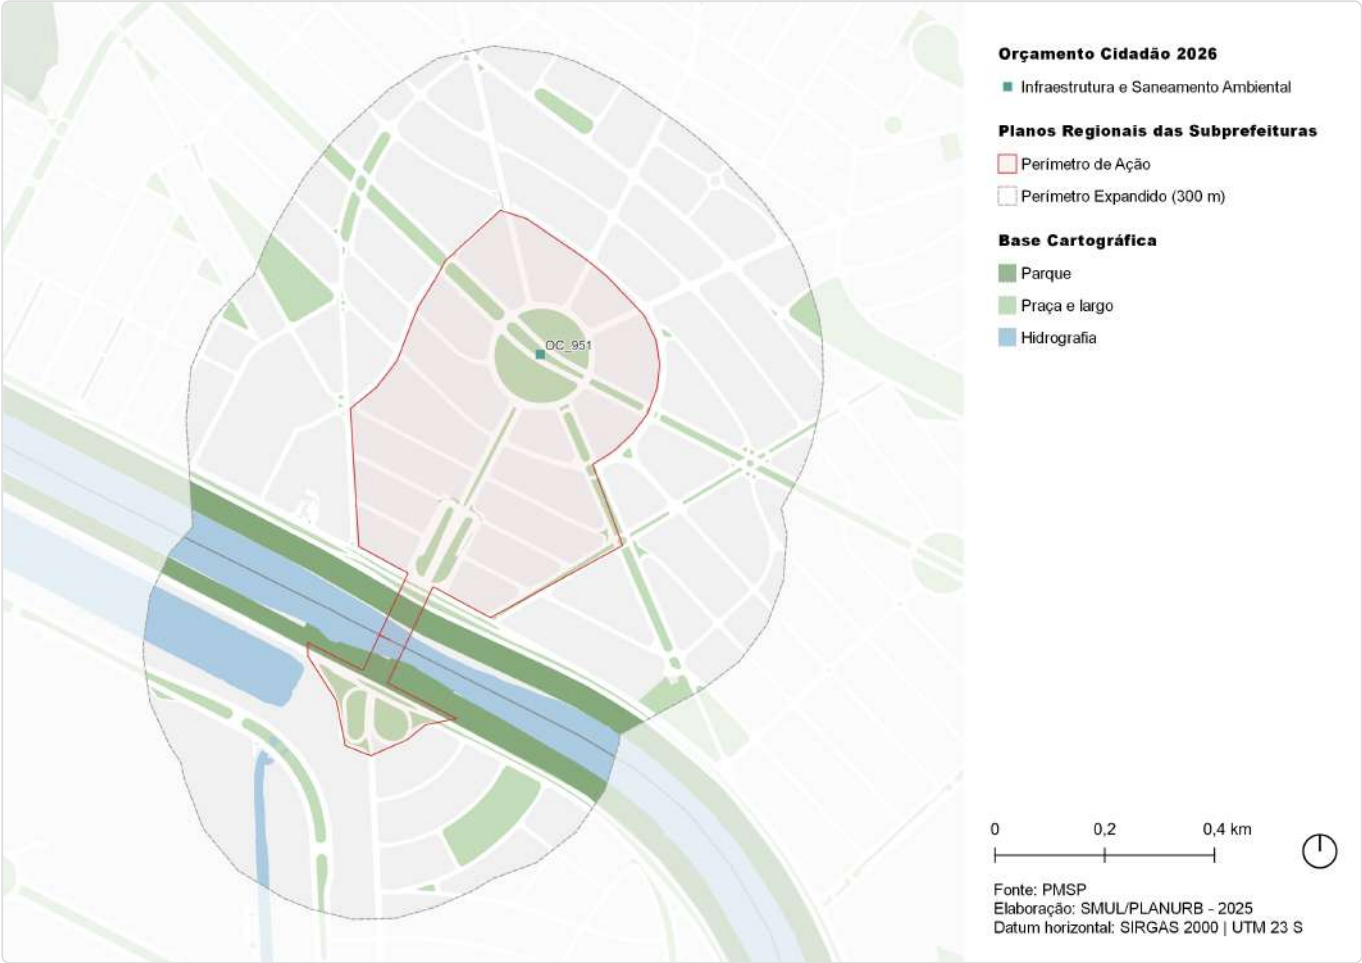 OC_951
Orçamento Cidadão 2026
Infraestrutura e Saneamento Ambiental
Planos Regionais das Subprefeituras
Perímetro de Ação
Perímetro Expandido (300 m)
Base Cartográfica
Parque
Praça e largo
Hidrografia
0 0,2 0,4 km
Fonte: PMSP
Elaboração: SMUL/PLANURB - 2025
Datum horizontal: SIRGAS 2000 | UTM 23 S